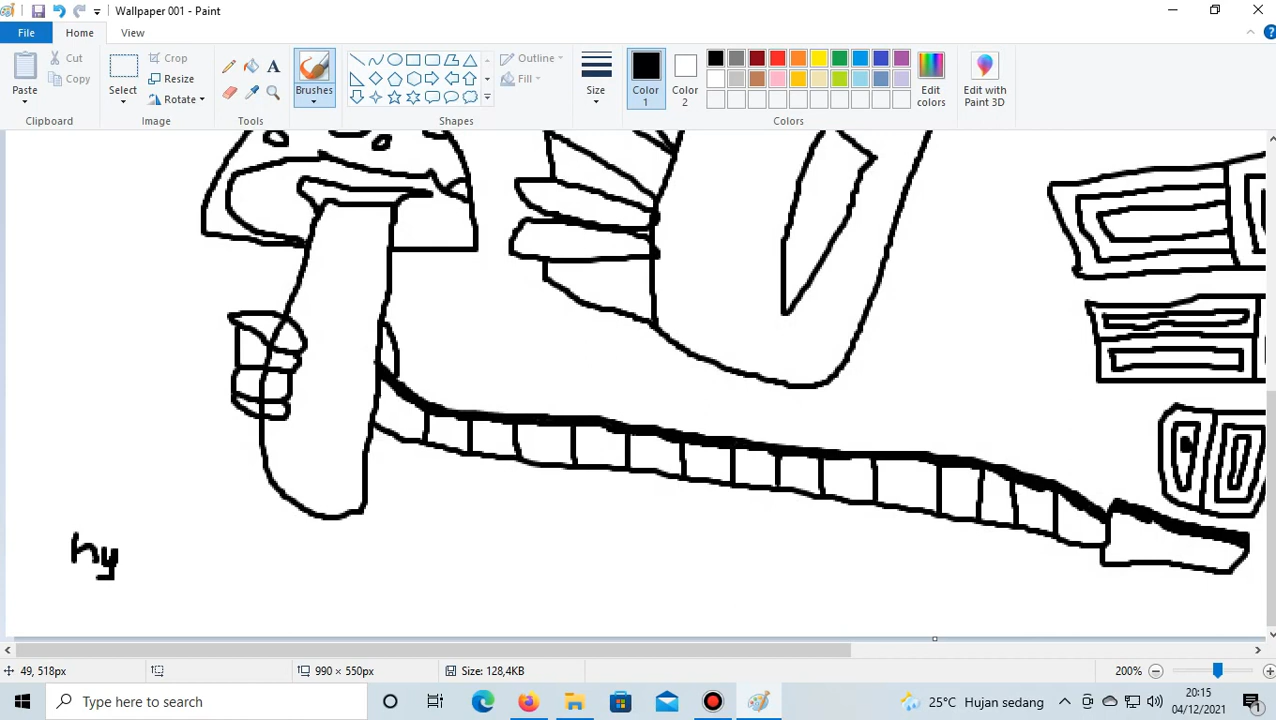 Wallpaper 001 - Paint
File Home View
Paste Cut Copy Clipboard
Select Crop Resize Rotate Image
Tools
Brushes
Shapes Outline Fill
Size
Color 1
Color 2
Edit colors
Edit with Paint 3D
Colors
hy
49, 518px 990 × 550px Size: 128,4KB 200%
Type here to search
25°C Hujan sedang
20:15
04/12/2021
1